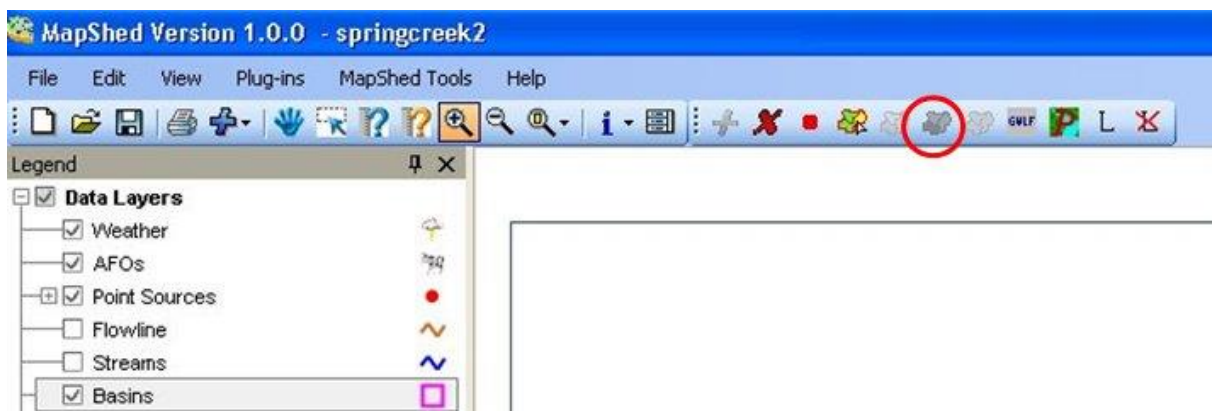 MapShed Version 1.0.0 - springcreek2
File Edit View Plug-ins MapShed Tools Help
i GWLF P L
Legend
Data Layers
Weather
AFOs
Point Sources
Flowline
Streams
Basins